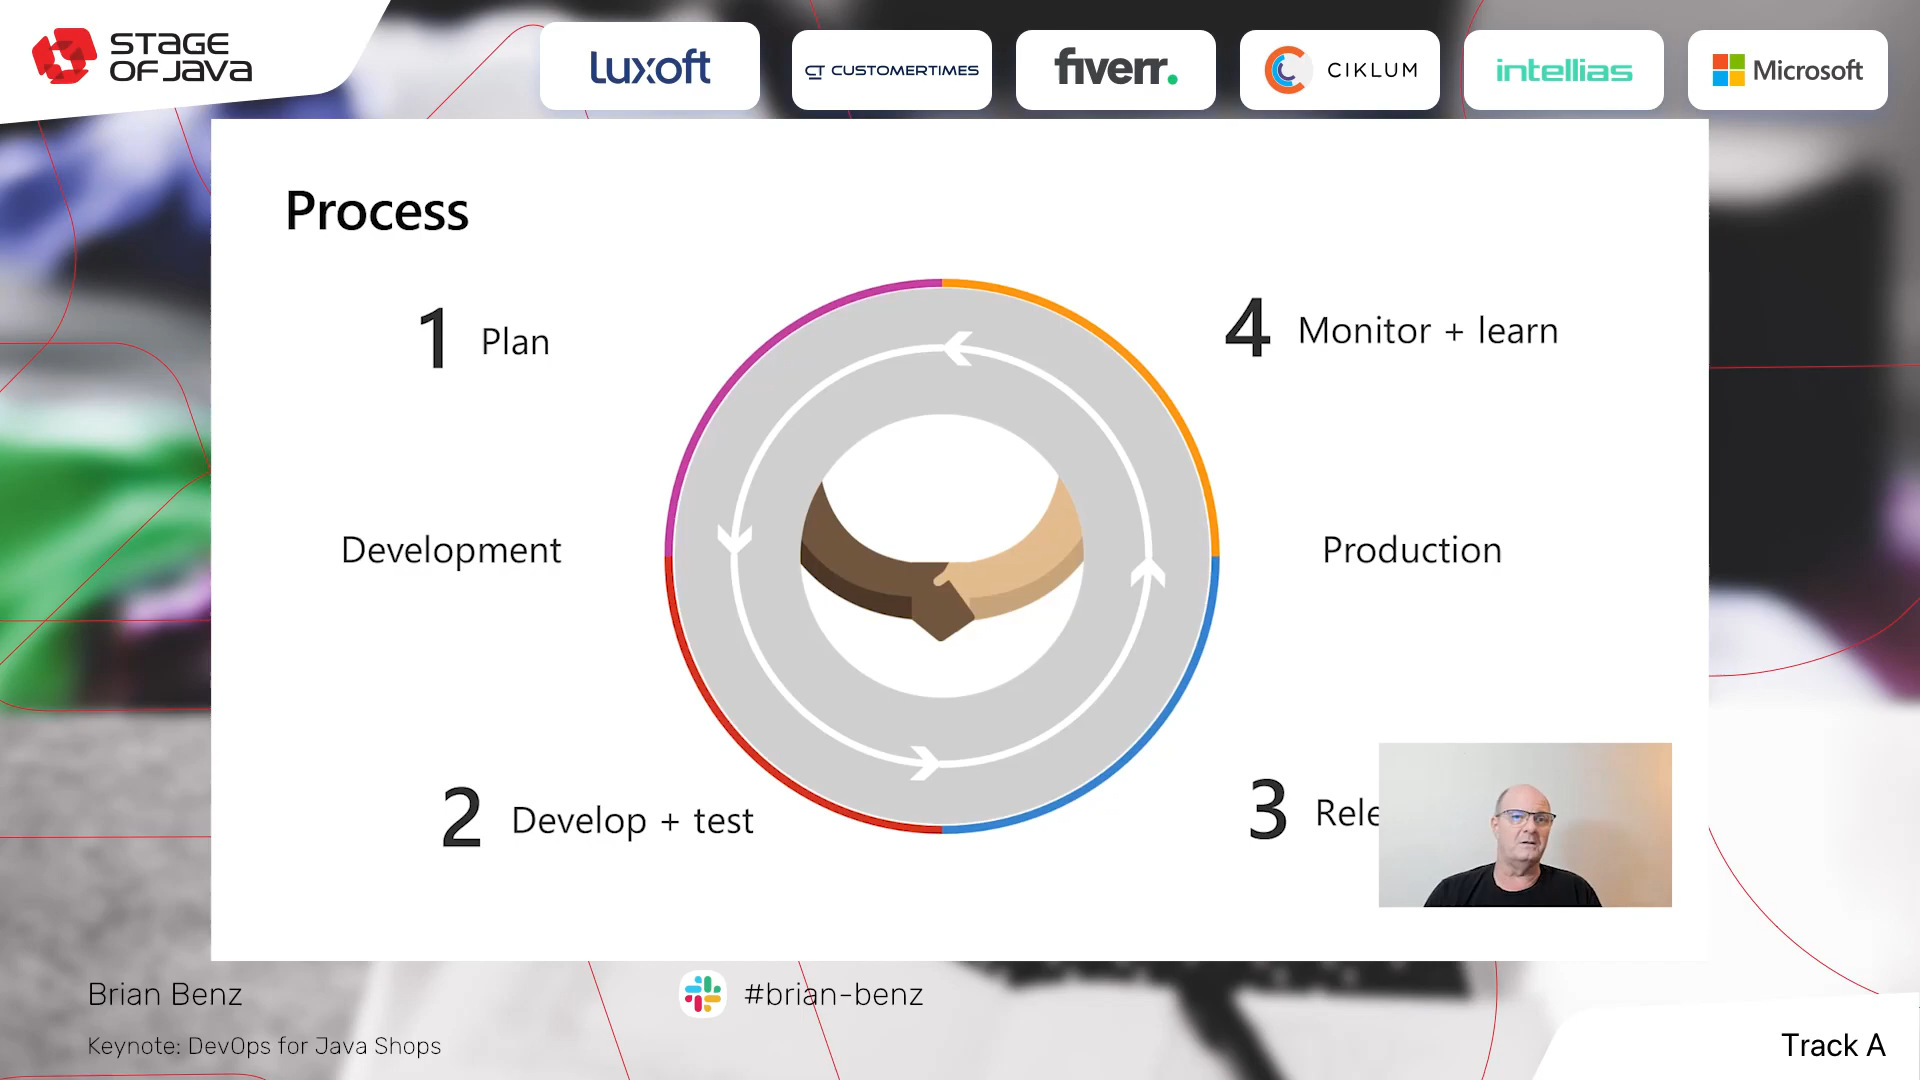 STAGE
OF JAVA
luxoft
CT CUSTOMERTIMES
fiverr.
CIKLUM
intellias
Microsoft
Process
1 Plan
4 Monitor + learn
Development
Production
2 Develop + test
3 Rele
Brian Benz
#brian-benz
Keynote: DevOps for Java Shops
Track A